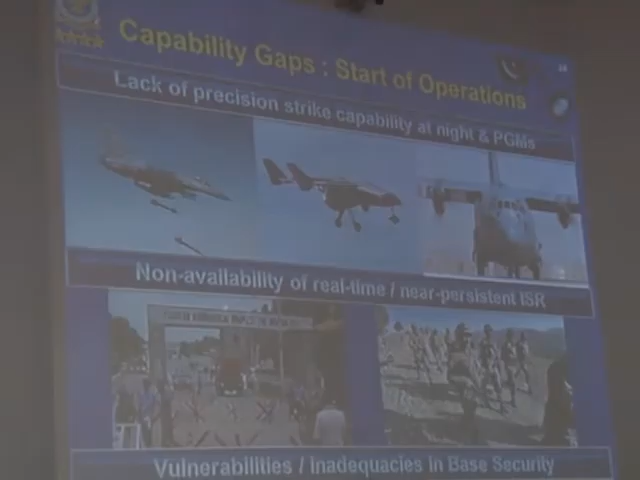 Capability Gaps : Start of Operations
Lack of precision strike capability at night & PGMs
Non-availability of real-time / near-persistent ISR
Vulnerabilities / Inadequacies in Base Security